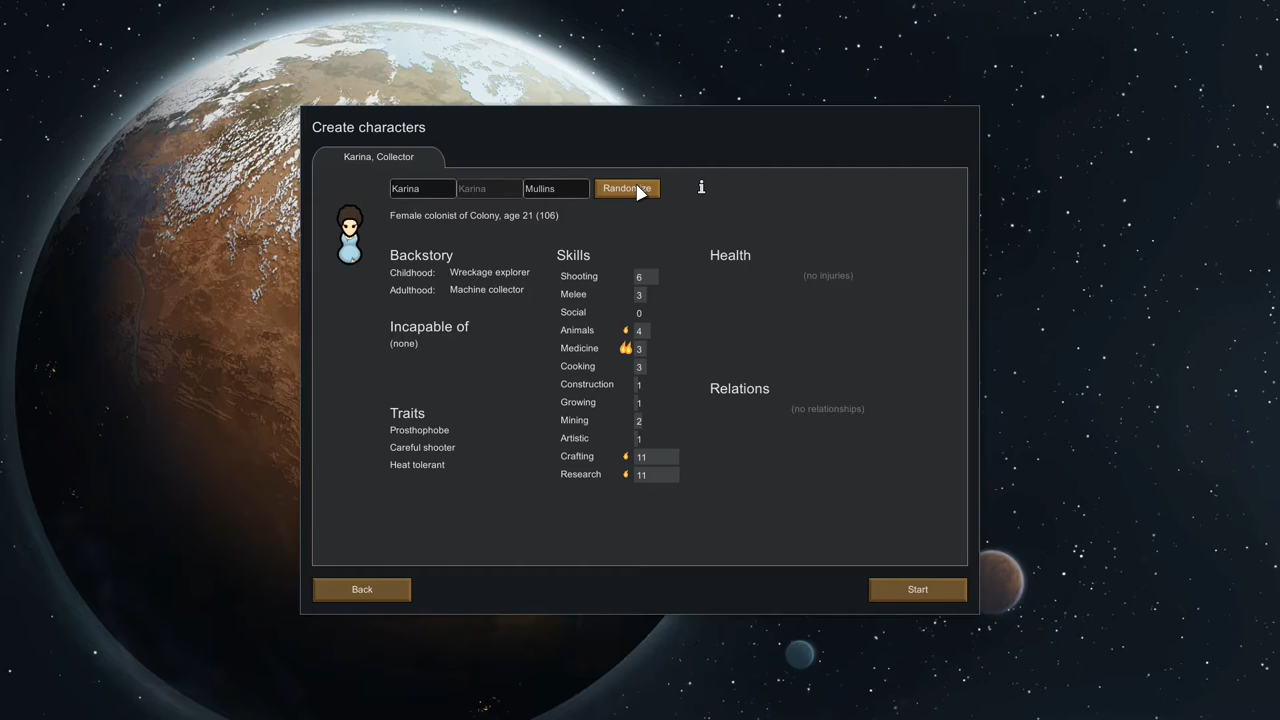 Create characters
Karina, Collector
Karina Karina Mullins Randomize
Female colonist of Colony, age 21 (106)
Backstory
Childhood: Wreckage explorer
Adulthood: Machine collector
Incapable of
(none)
Traits
Prosthophobe
Careful shooter
Heat tolerant
Skills
Shooting 6
Melee 3
Social 0
Animals 4
Medicine 3
Cooking 3
Construction 1
Growing 1
Mining 2
Artistic 1
Crafting 11
Research 11
Health
(no injuries)
Relations
(no relationships)
Back
Start